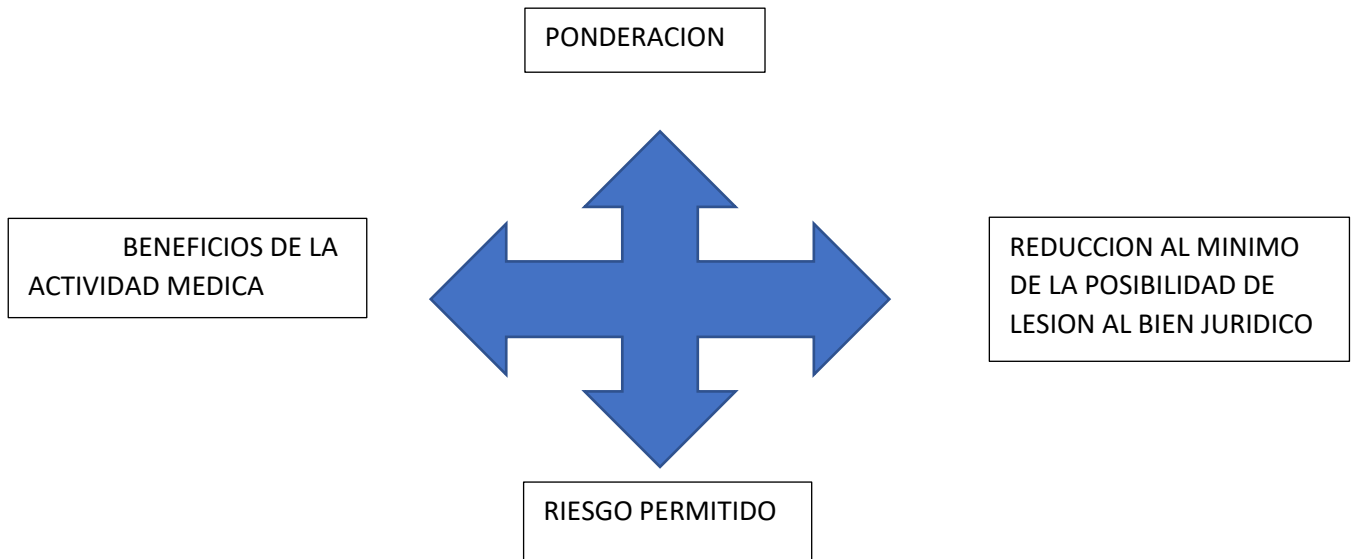 PONDERACION
BENEFICIOS DE LA
ACTIVIDAD MEDICA
REDUCCION AL MINIMO
DE LA POSIBILIDAD DE
LESION AL BIEN JURIDICO
RIESGO PERMITIDO